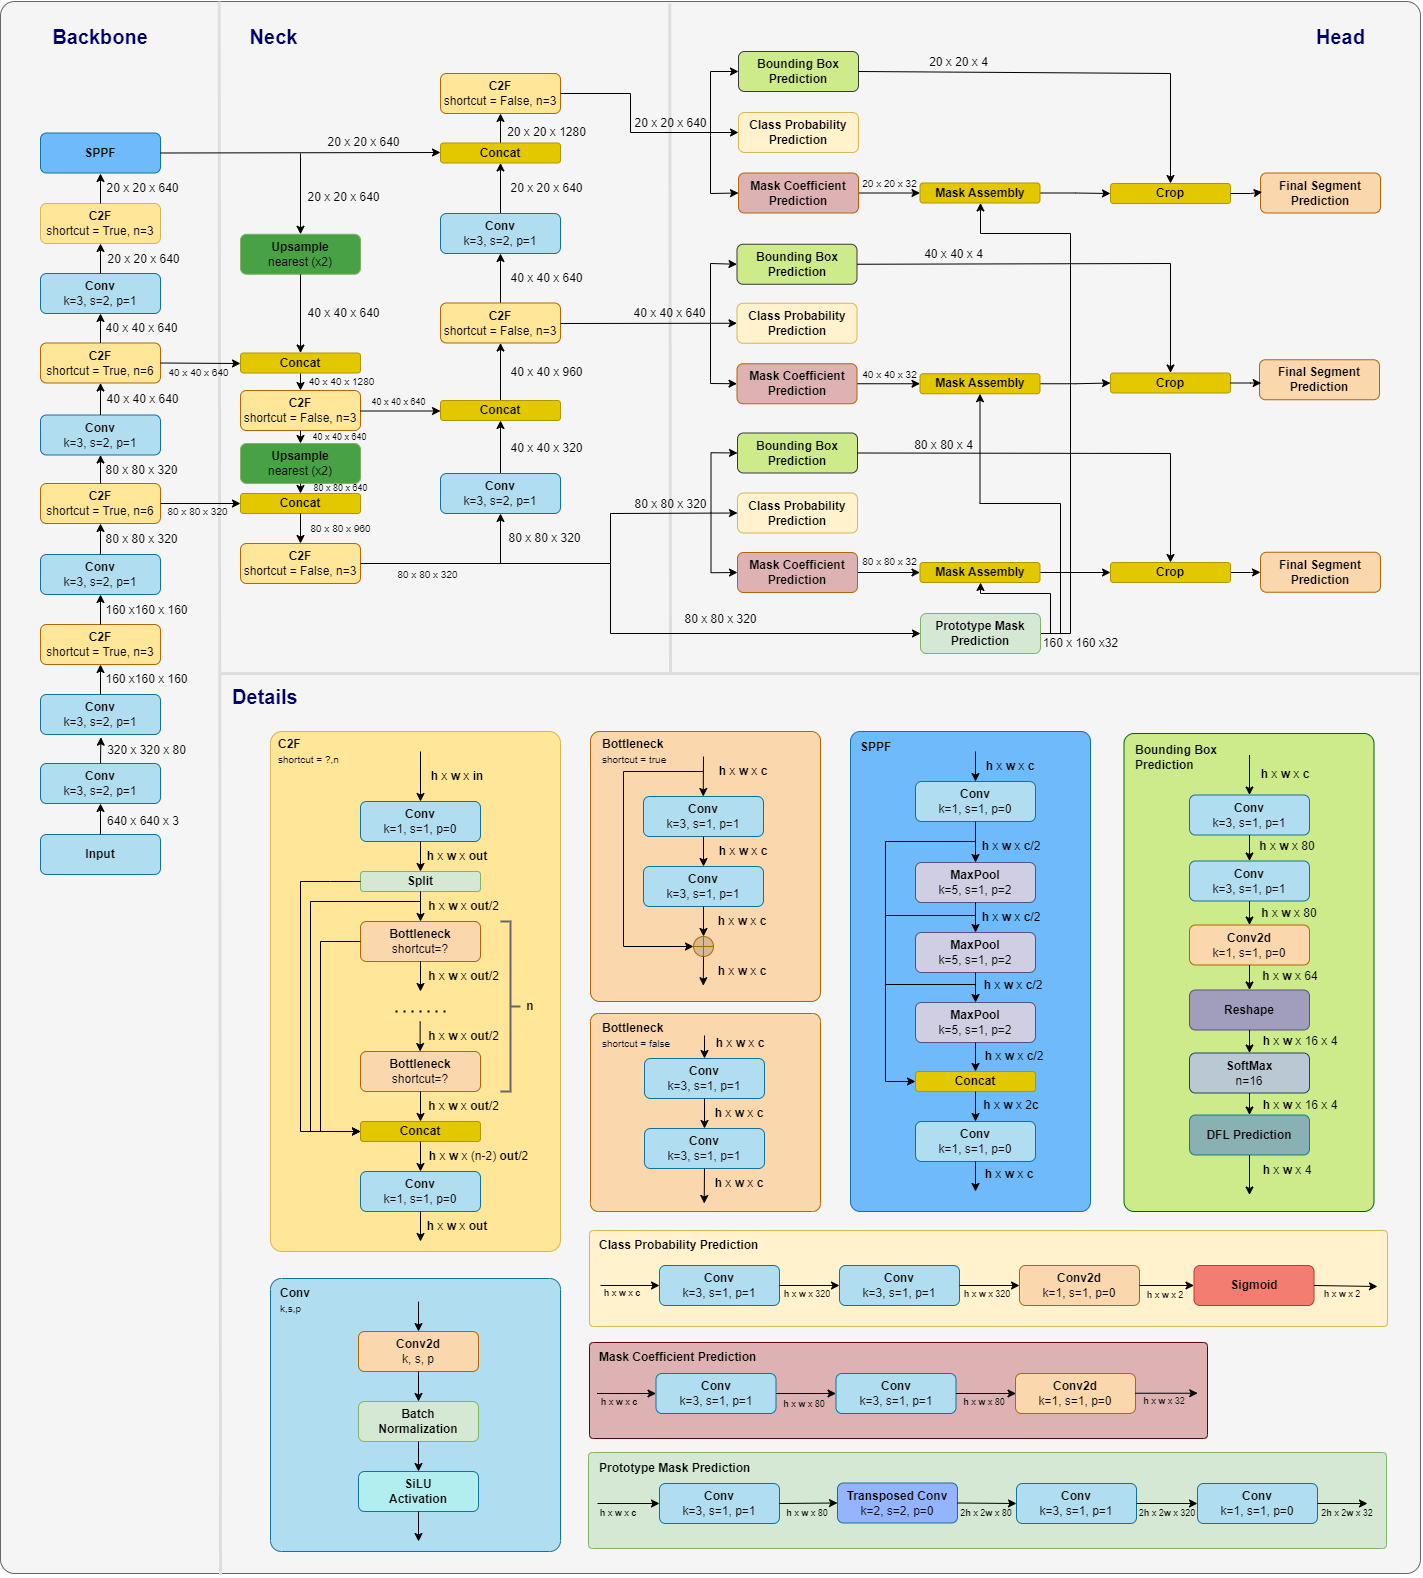 Backbone
SPPF
20 x 20 x 640
C2F
shortcut = True, n=3
20 x 20 x 640
Conv
k=3, s=2, p=1
40 x 40 x 640
C2F
shortcut = True, n=6
40 x 40 x 640
40 x 40 x 640
Conv
k=3, s=2, p=1
80 x 80 x 320
C2F
shortcut = True, n=6
80 x 80 x 320
80 x 80 x 320
Conv
k=3, s=2, p=1
160 x160 x 160
C2F
shortcut = True, n=3
160 x160 x 160
Conv
k=3, s=2, p=1
320 x 320 x 80
Conv
k=3, s=2, p=1
640 x 640 x 3
Input
Neck
20 x 20 x 640
20 x 20 x 640
Upsample
nearest (x2)
40 x 40 x 640
Concat
40 x 40 x 1280
C2F
shortcut = False, n=3
40 x 40 x 640
40 x 40 x 640
Upsample
nearest (x2)
80 x 80 x 640
Concat
80 x 80 x 960
C2F
shortcut = False, n=3
80 x 80 x 320
C2F
shortcut = False, n=3
20 x 20 x 1280
Concat
20 x 20 x 640
Conv
k=3, s=2, p=1
40 x 40 x 640
C2F
shortcut = False, n=3
40 x 40 x 960
Concat
40 x 40 x 320
Conv
k=3, s=2, p=1
80 x 80 x 320
Head
20 x 20 x 640
Bounding Box
Prediction
20 x 20 x 4
Class Probability
Prediction
Mask Coefficient
Prediction
20 x 20 x 32
Mask Assembly
Crop
Final Segment
Prediction
40 x 40 x 640
Bounding Box
Prediction
40 x 40 x 4
Class Probability
Prediction
Mask Coefficient
Prediction
40 x 40 x 32
Mask Assembly
Crop
Final Segment
Prediction
80 x 80 x 320
Bounding Box
Prediction
80 x 80 x 4
Class Probability
Prediction
Mask Coefficient
Prediction
80 x 80 x 32
Mask Assembly
Crop
Final Segment
Prediction
80 x 80 x 320
Prototype Mask
Prediction
160 x 160 x32
Details
C2F
shortcut = ?,n
h x w x in
Conv
k=1, s=1, p=0
h x w x out
Split
h x w x out/2
Bottleneck
shortcut=?
h x w x out/2
. . . . . . .
n
h x w x out/2
Bottleneck
shortcut=?
h x w x out/2
Concat
h x w x (n-2) out/2
Conv
k=1, s=1, p=0
h x w x out
Bottleneck
shortcut = true
h x w x c
Conv
k=3, s=1, p=1
h x w x c
Conv
k=3, s=1, p=1
h x w x c
h x w x c
Bottleneck
shortcut = false
h x w x c
Conv
k=3, s=1, p=1
h x w x c
Conv
k=3, s=1, p=1
h x w x c
SPPF
h x w x c
Conv
k=1, s=1, p=0
h x w x c/2
MaxPool
k=5, s=1, p=2
h x w x c/2
MaxPool
k=5, s=1, p=2
h x w x c/2
MaxPool
k=5, s=1, p=2
h x w x c/2
Concat
h x w x 2c
Conv
k=1, s=1, p=0
h x w x c
Bounding Box
Prediction
h x w x c
Conv
k=3, s=1, p=1
h x w x 80
Conv
k=3, s=1, p=1
h x w x 80
Conv2d
k=1, s=1, p=0
h x w x 64
Reshape
h x w x 16 x 4
SoftMax
n=16
h x w x 16 x 4
DFL Prediction
h x w x 4
Conv
k,s,p
Conv2d
k, s, p
Batch
Normalization
SiLU
Activation
Class Probability Prediction
h x w x c
Conv
k=3, s=1, p=1
h x w x 320
Conv
k=3, s=1, p=1
h x w x 320
Conv2d
k=1, s=1, p=0
h x w x 2
Sigmoid
h x w x 2
Mask Coefficient Prediction
h x w x c
Conv
k=3, s=1, p=1
h x w x 80
Conv
k=3, s=1, p=1
h x w x 80
Conv2d
k=1, s=1, p=0
h x w x 32
Prototype Mask Prediction
h x w x c
Conv
k=3, s=1, p=1
h x w x 80
Transposed Conv
k=2, s=2, p=0
2h x 2w x 80
Conv
k=3, s=1, p=1
2h x 2w x 320
Conv
k=1, s=1, p=0
2h x 2w x 32